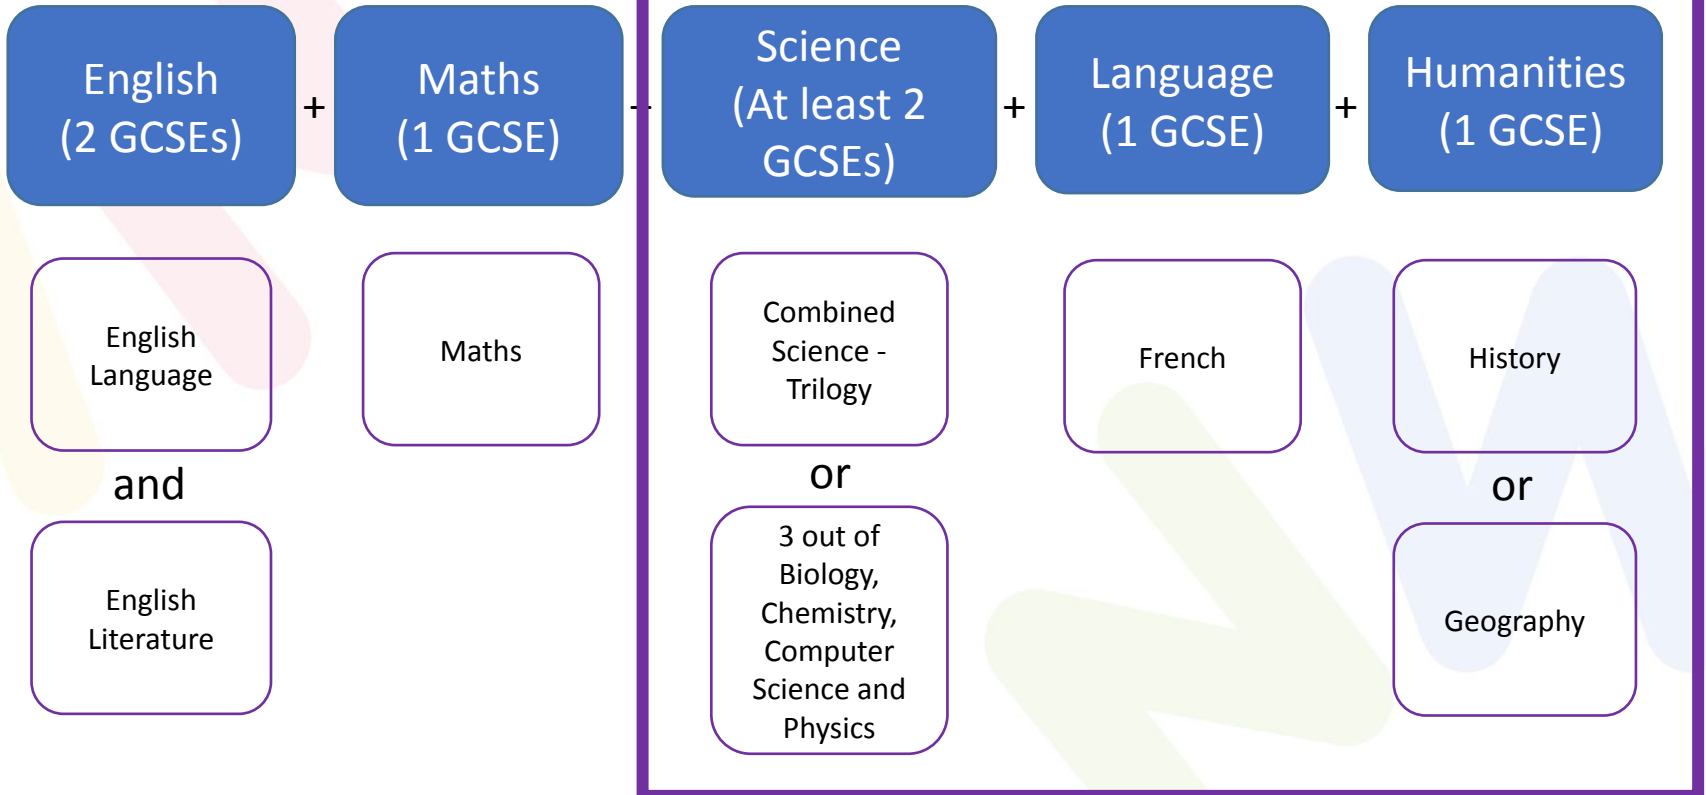 English
(2 GCSEs)
+
Maths
(1 GCSE)
+
Science
(At least 2
GCSEs)
+
Language
(1 GCSE)
+
Humanities
(1 GCSE)
English
Language
and
English
Literature
Maths
Combined
Science -
Trilogy
or
3 out of
Biology,
Chemistry,
Computer
Science and
Physics
French
History
or
Geography